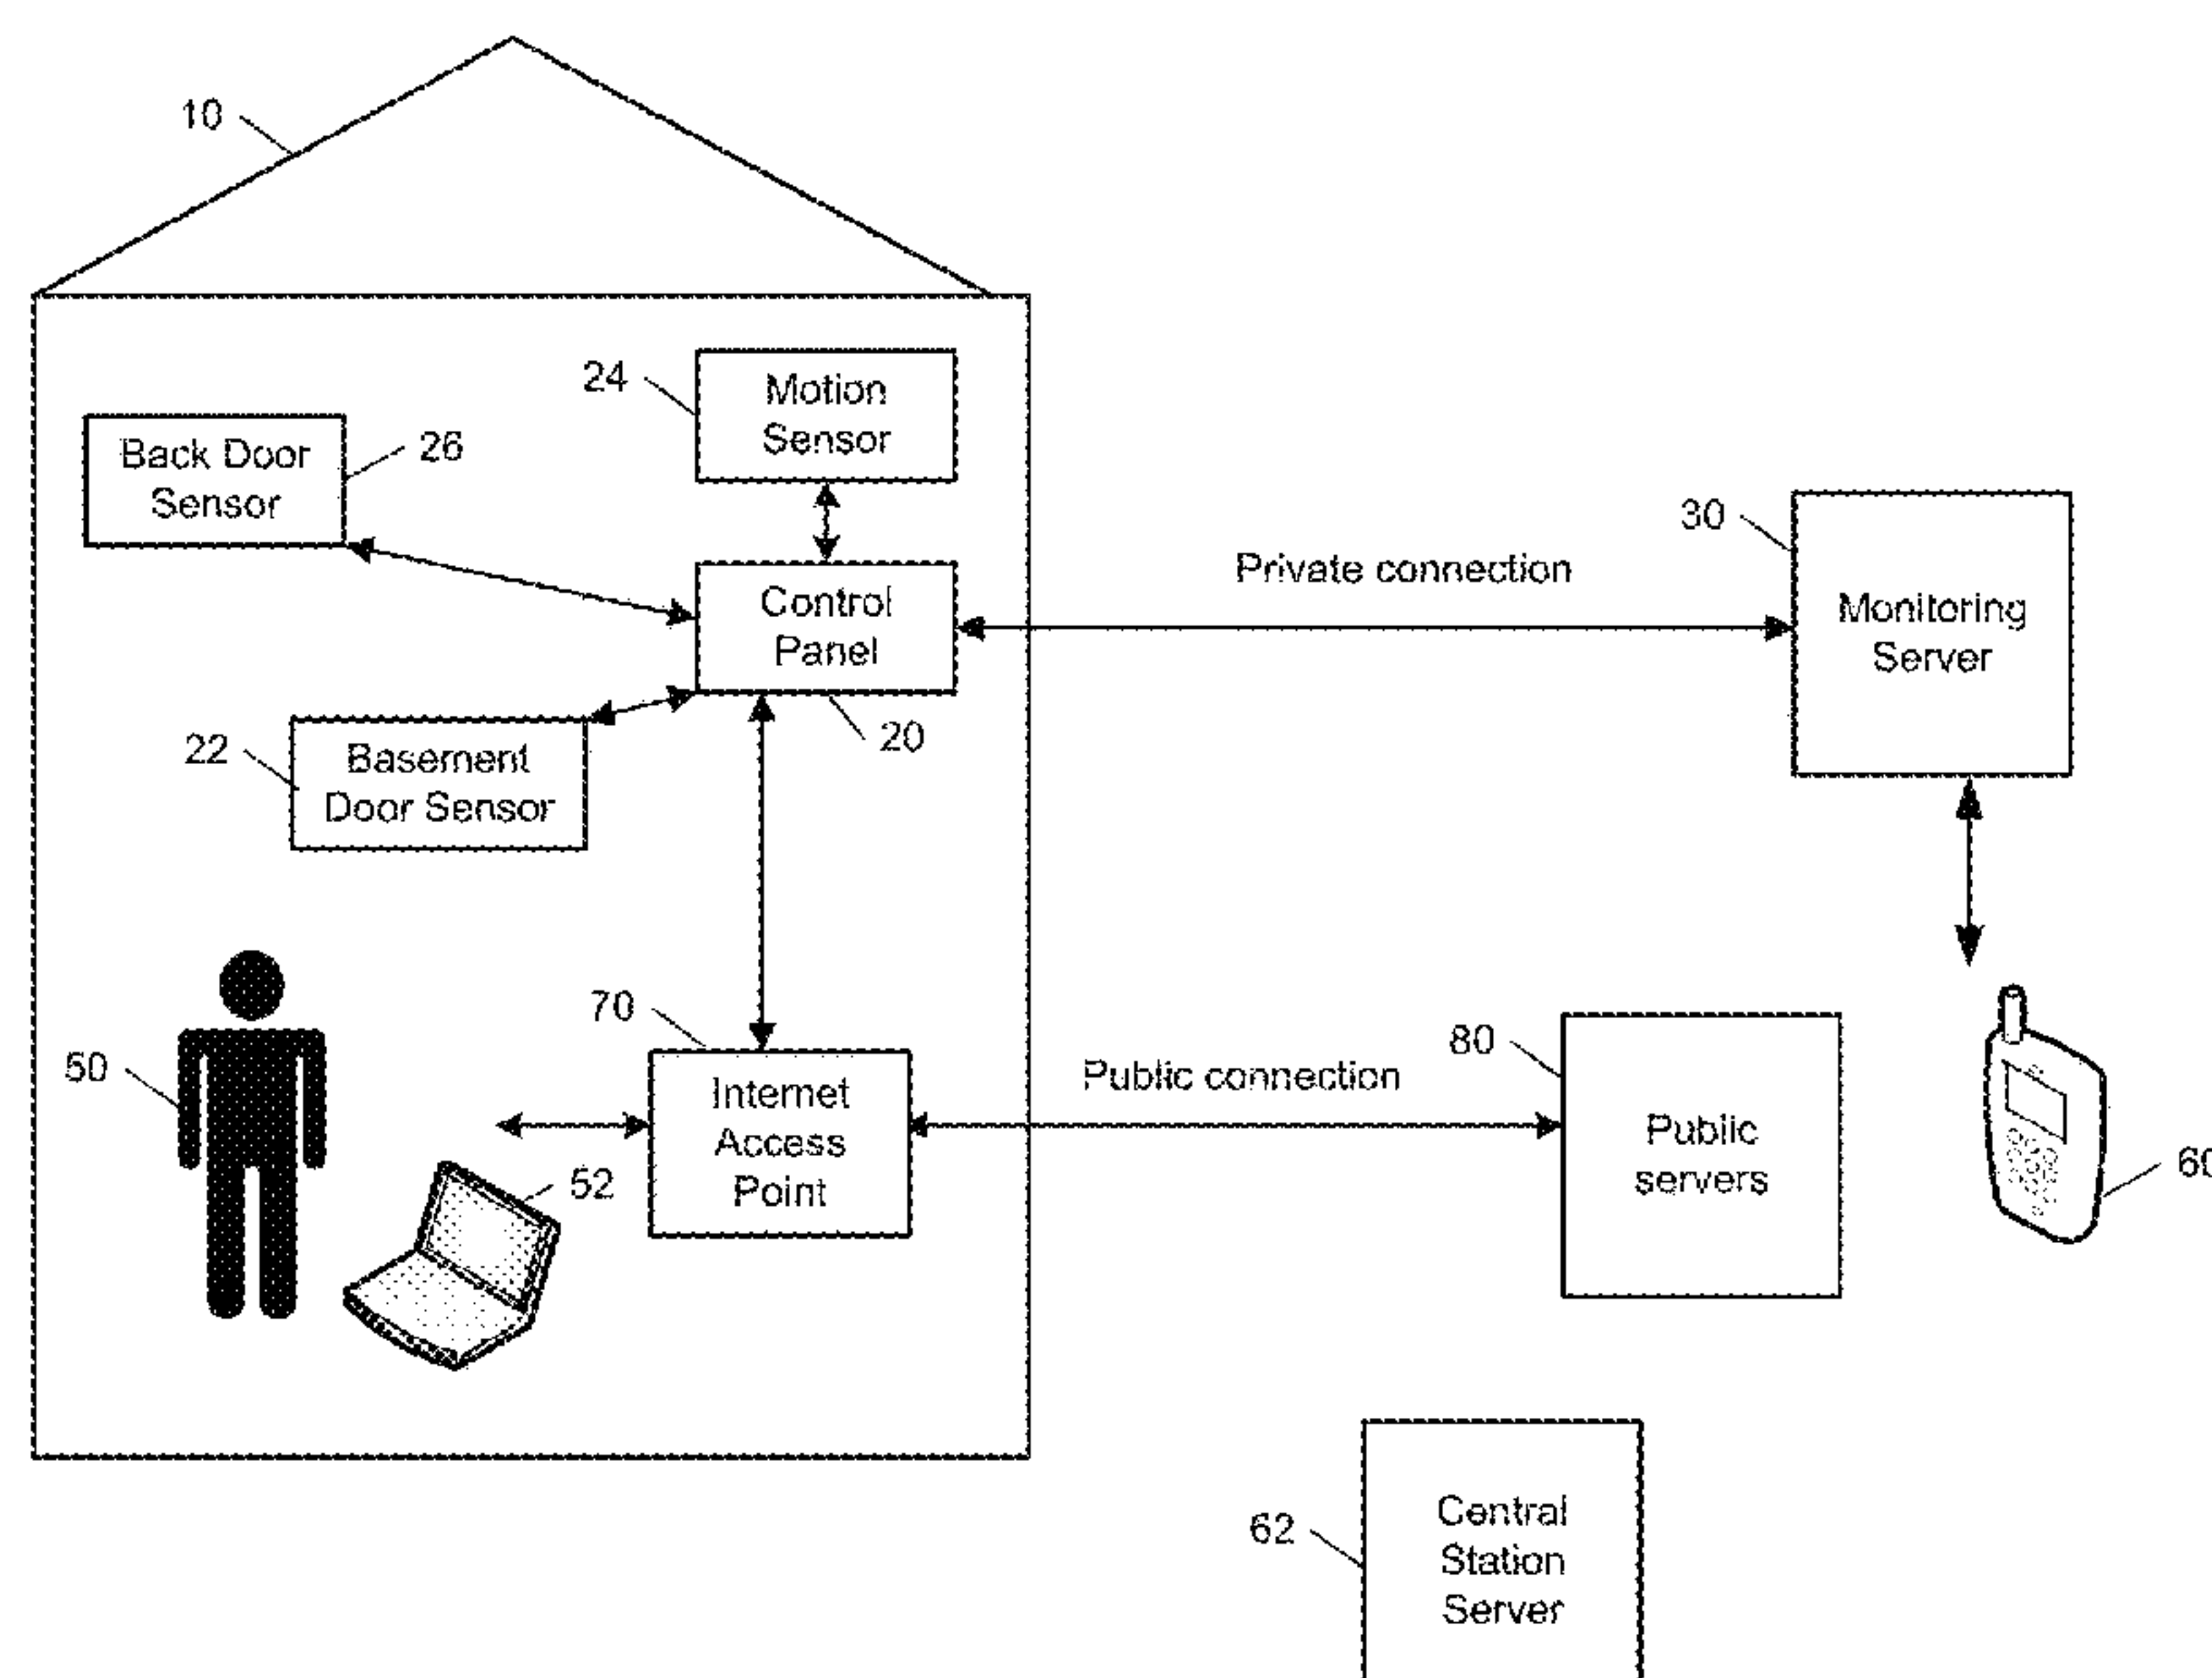 10
24
Motion
Sensor
Back Door
Sensor
26
Control
Panel
20
Private connection
30
Monitoring
Server
22
Basement
Door Sensor
50
52
70
Internet
Access
Point
Public connection
80
Public
servers
60
62
Central
Station
Server